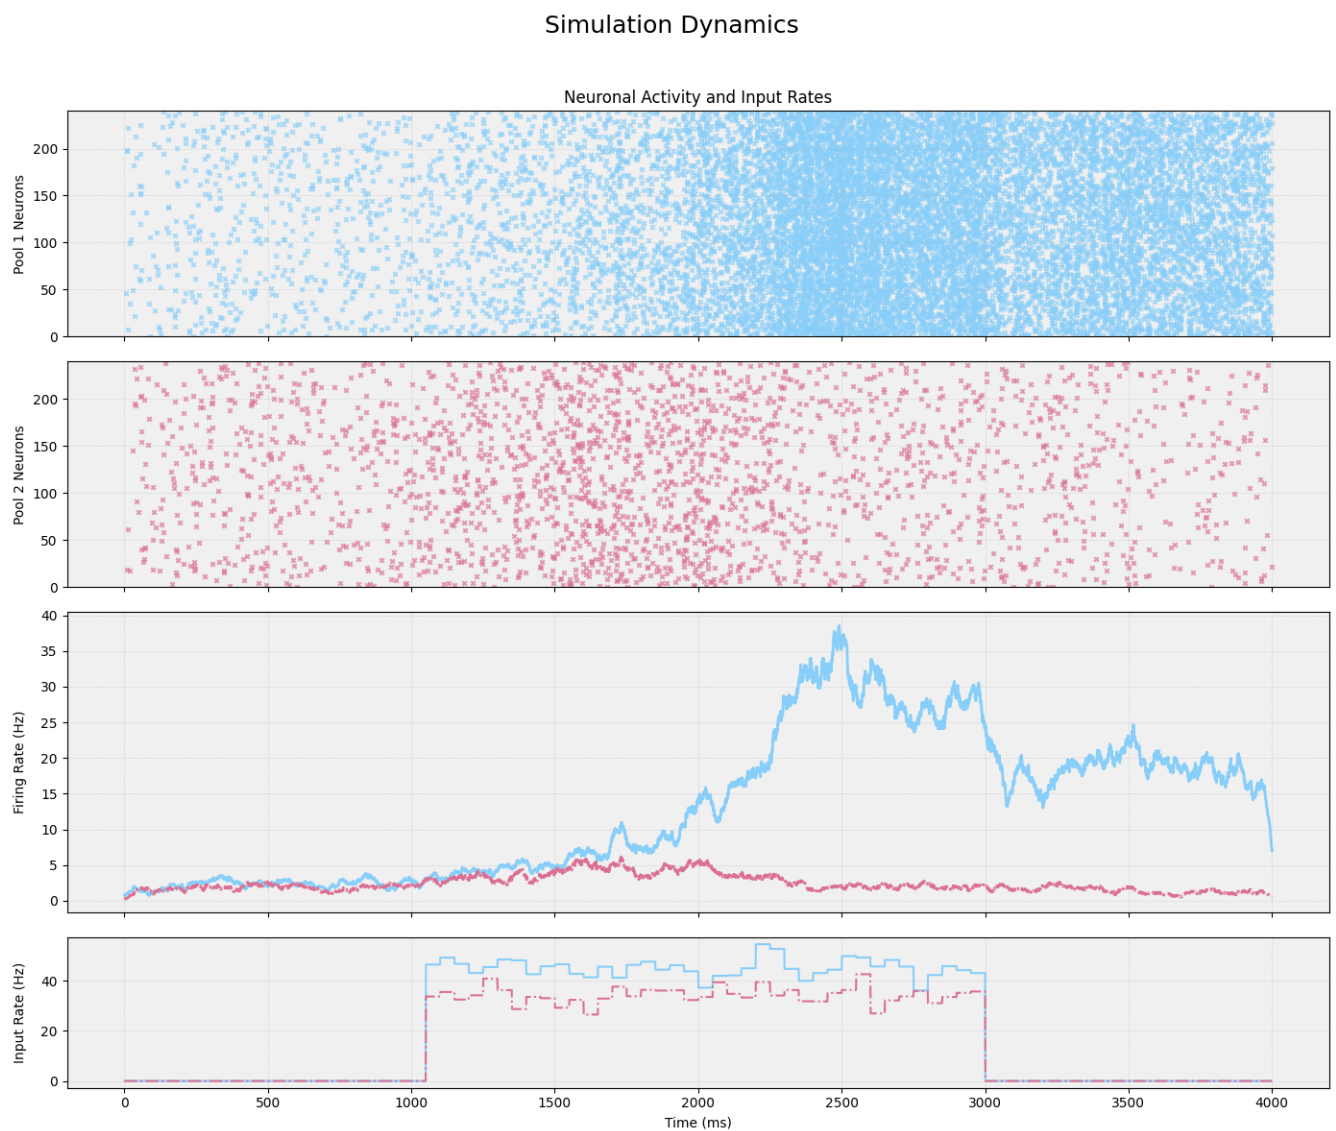 Simulation Dynamics
Neuronal Activity and Input Rates
Pool 1 Neurons
200
150
100
50
0
Pool 2 Neurons
200
150
100
50
0
Firing Rate (Hz)
40
35
30
25
20
15
10
5
0
Input Rate (Hz)
40
20
0
0 500 1000 1500 2000 2500 3000 3500 4000
Time (ms)